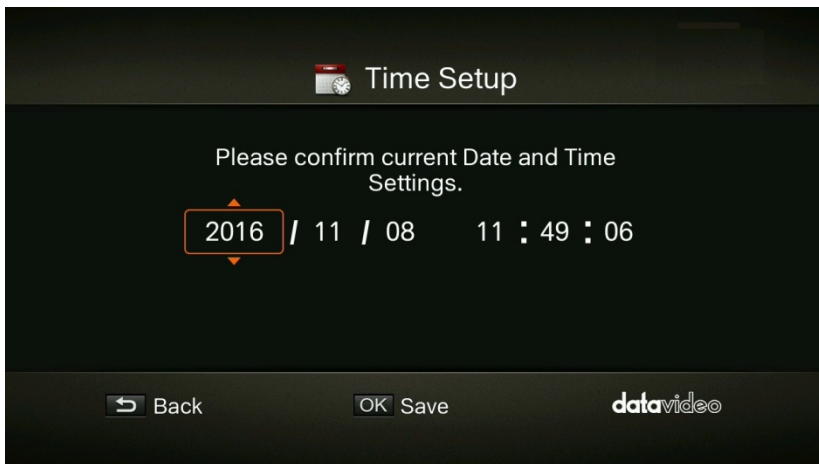 Time Setup
Please confirm current Date and Time
Settings.
2016 / 11 / 08 11 : 49 : 06
Back
OK Save
datavideo